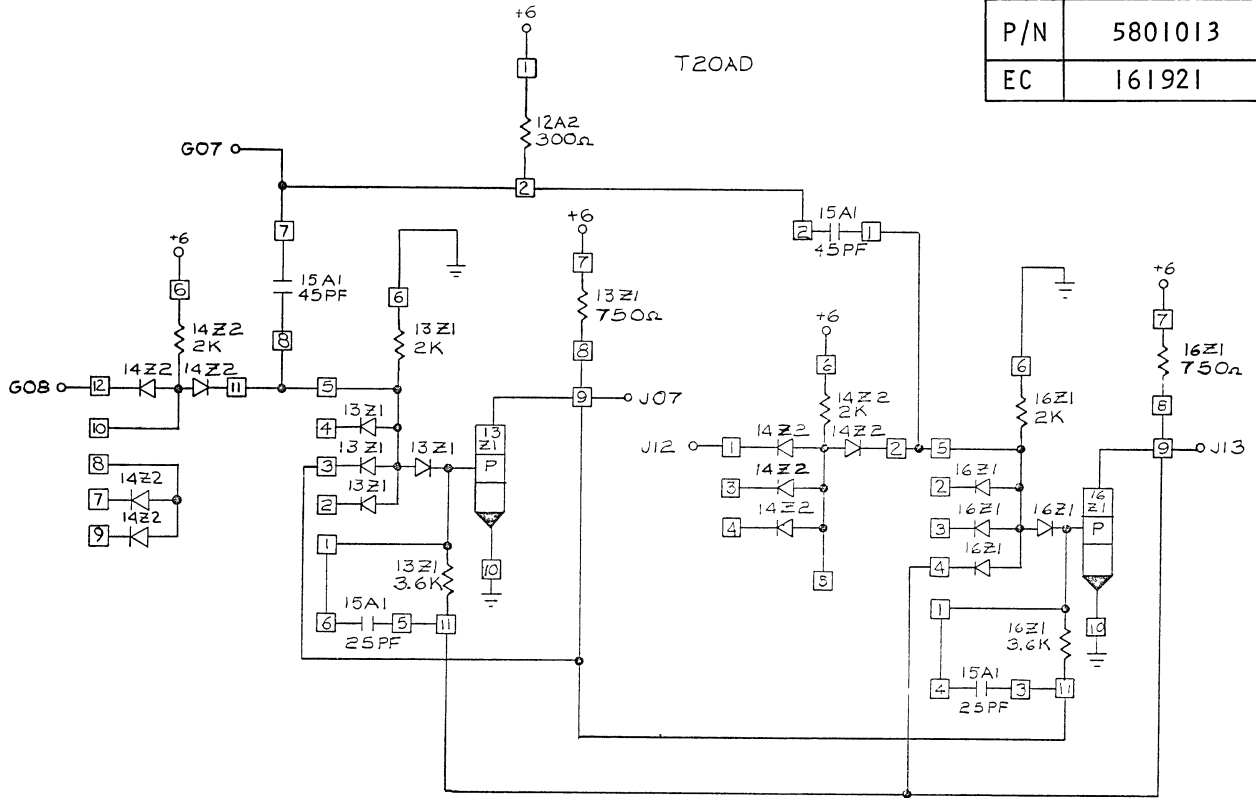 P/N 5801013
EC 161921
T20AD
+6
1
12A2
300Ω
2
G07
7
15A1
45PF
8
+6
6
14Z2
2K
G08
12
14Z2
14Z2
11
10
8
7
14Z2
9
14Z2
5
6
13Z1
2K
4
13Z1
3
13Z1
2
13Z1
13Z1
13
Z1
P
10
1
13Z1
3.6K
6
15A1
25PF
5
11
+6
7
13Z1
750Ω
8
9
J07
2
15A1
45PF
1
+6
6
14Z2
2K
J12
1
14Z2
14Z2
2
3
14Z2
4
14Z2
5
5
6
16Z1
2K
2
16Z1
3
16Z1
4
16Z1
16Z1
16
Z1
P
10
1
16Z1
3.6K
4
15A1
25PF
3
11
+6
7
16Z1
750Ω
8
9
J13